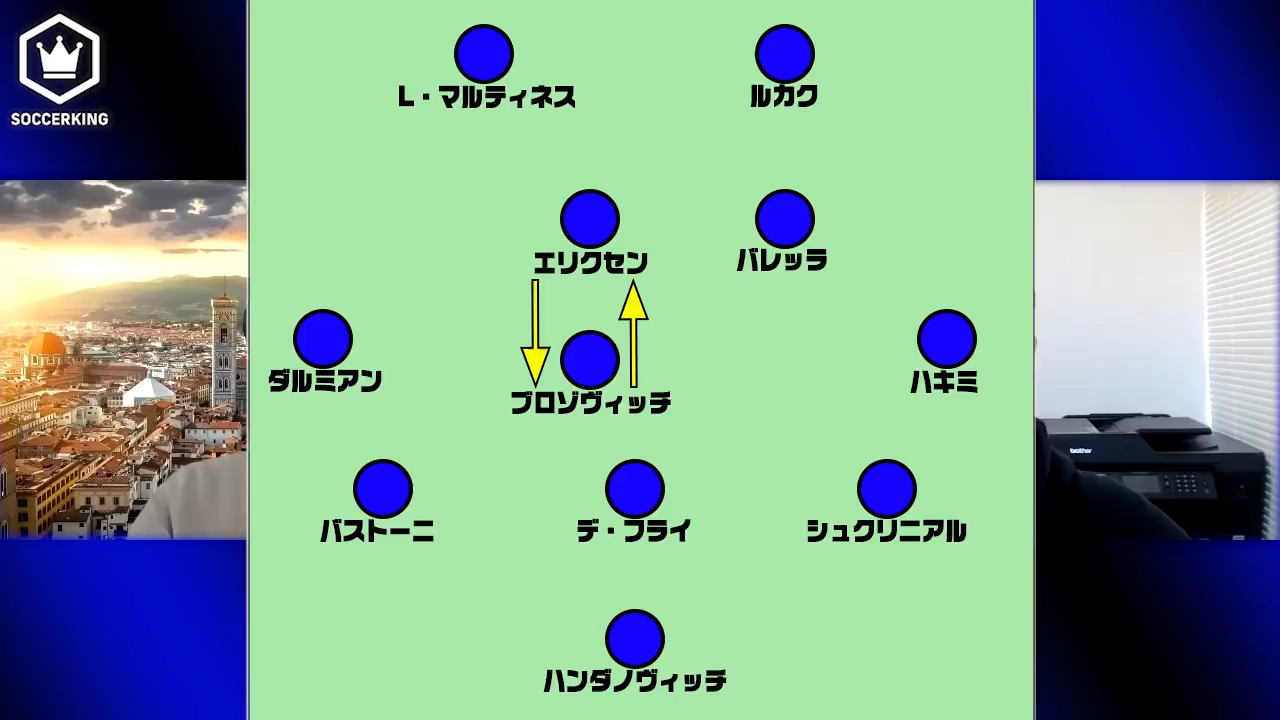 SOCCERKING
L・マルティネス
ルカク
エリクセン
バレッラ
ダルミアン
ブロゾヴィッチ
ハキミ
バストーニ
デ・フライ
シュクリニアル
ハンダノヴィッチ
brother